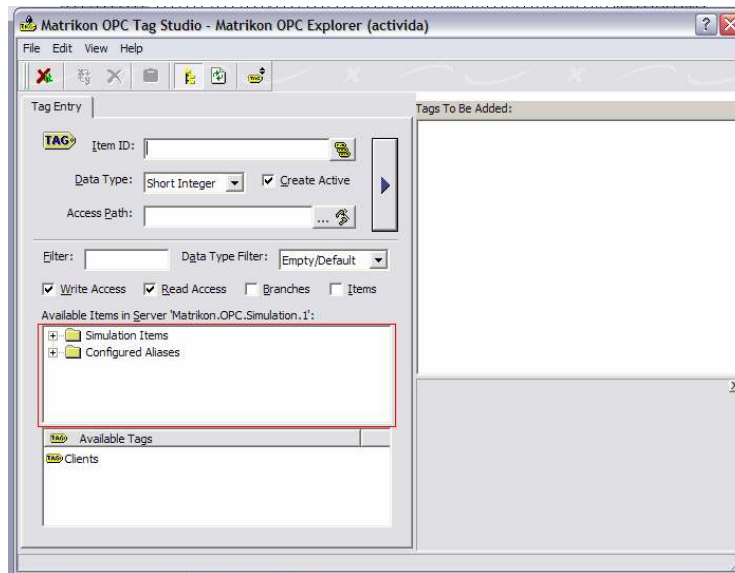 Matrikon OPC Tag Studio - Matrikon OPC Explorer (activida)
File Edit View Help
Tag Entry
Tags To Be Added:
TAG
Item ID:
Data Type: Short Integer Create Active
Access Path: ...
Filter: Data Type Filter: Empty/Default
Write Access Read Access Branches Items
Available Items in Server 'Matrikon.OPC.Simulation.1':
Simulation Items
Configured Aliases
TAG Available Tags
TAG Clients